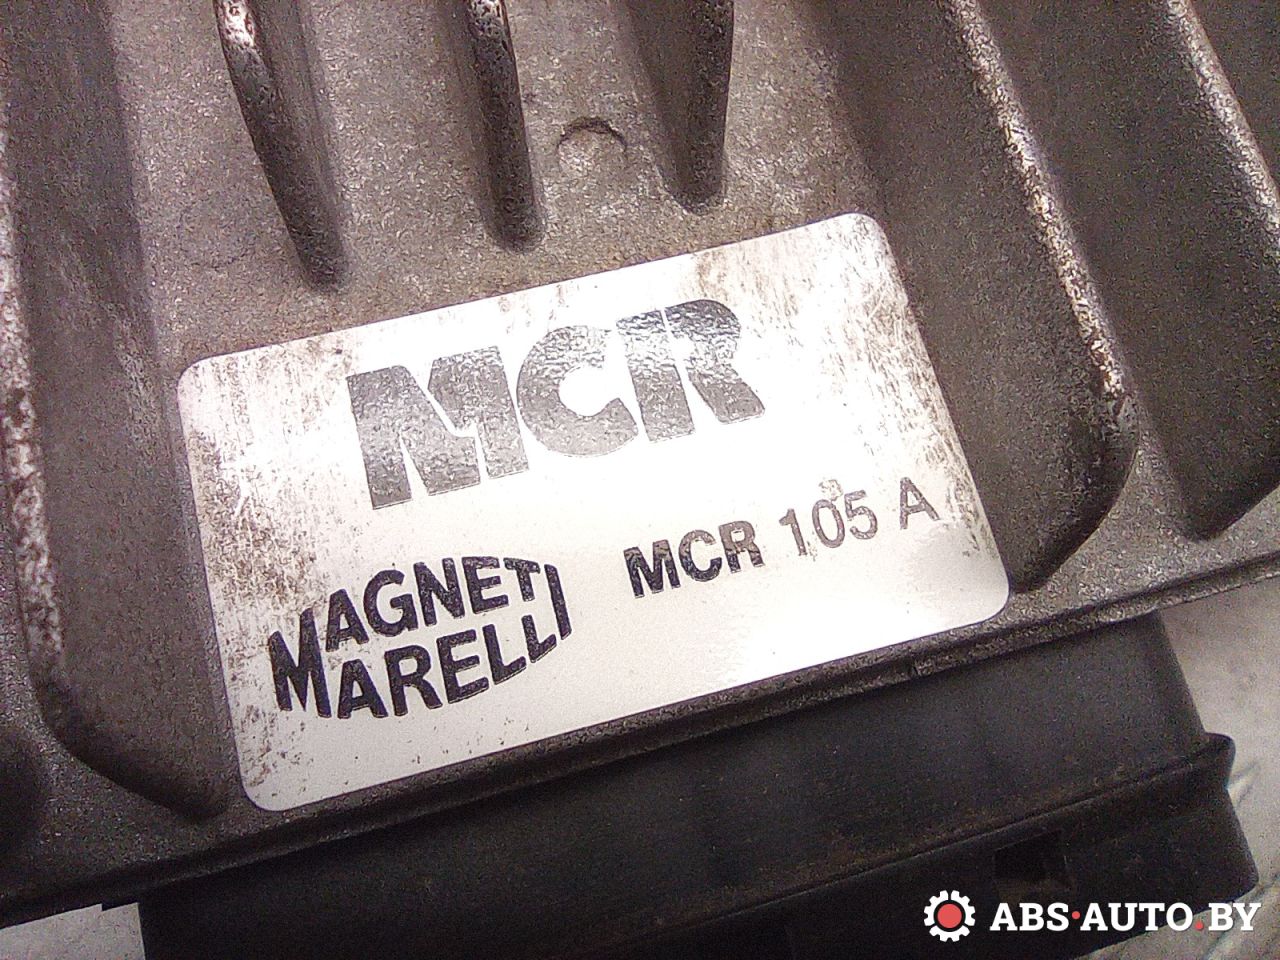 MCR
MCR 105 A
MAGNETI
MARELLI
ABS·AUTO.BY